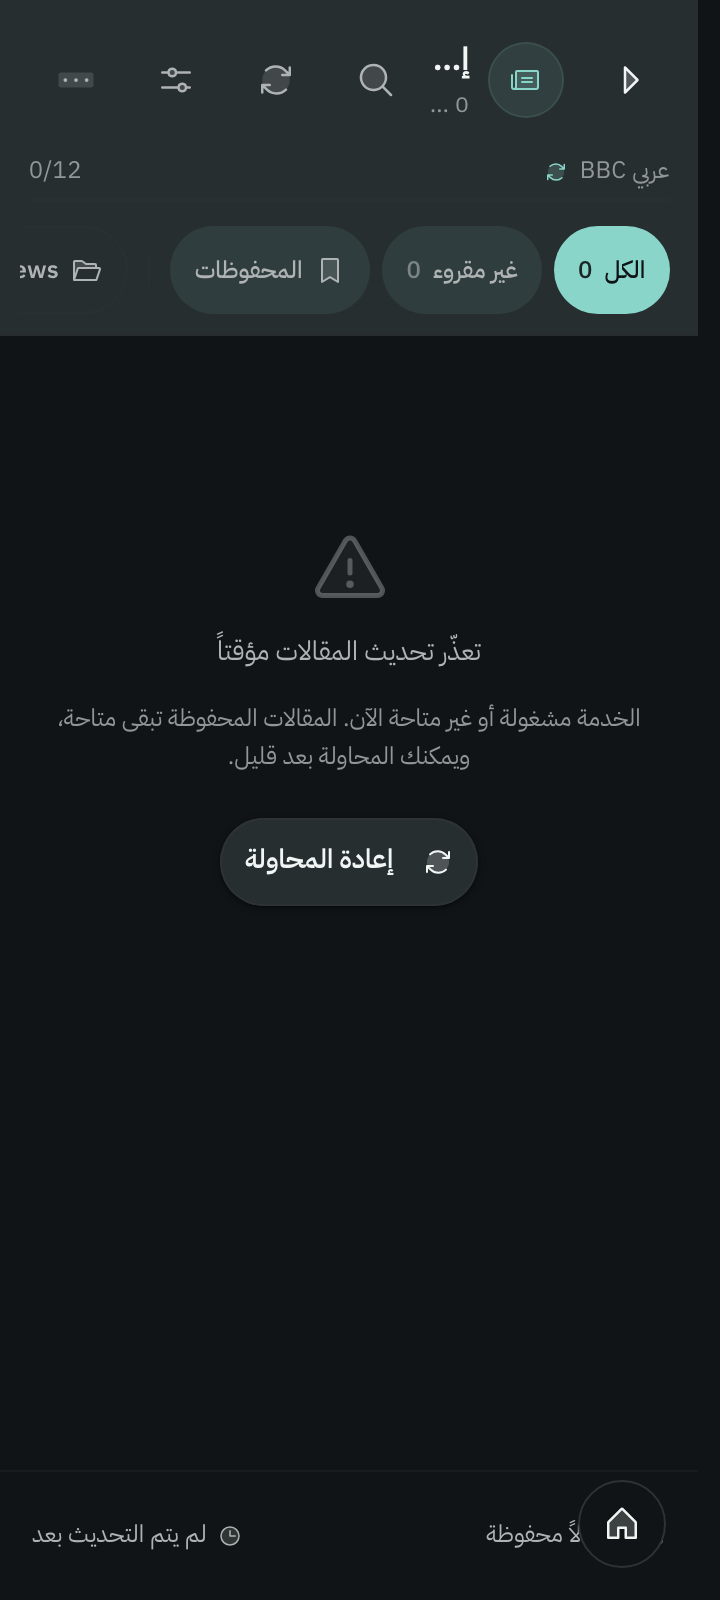 إ...
0 ...
عربي BBC
0/12
الكل 0
غير مقروء 0
المحفوظات
ews
تعذّر تحديث المقالات مؤقتاً
الخدمة مشغولة أو غير متاحة الآن. المقالات المحفوظة تبقى متاحة،
ويمكنك المحاولة بعد قليل.
إعادة المحاولة
محفوظة
لم يتم التحديث بعد